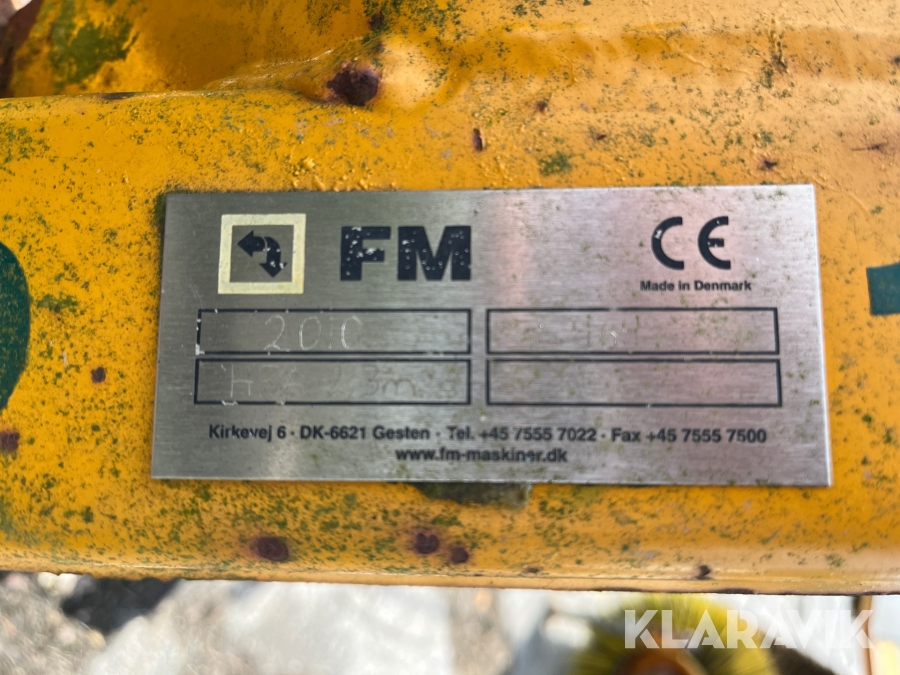 FM
CE
Made in Denmark
2010
Kirkevej 6 · DK-6621 Gesten · Tel. +45 7555 7022 · Fax +45 7555 7500
www.fm-maskiner.dk
KLARAVIK